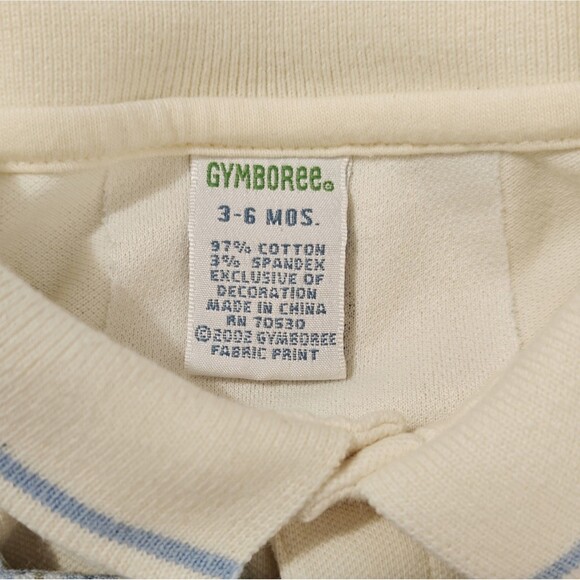 GYMBOREE®
3-6 MOS.
97% COTTON
3% SPANDEX
EXCLUSIVE OF
DECORATION
MADE IN CHINA
RN 70530
©2002 GYMBOREE
FABRIC PRINT